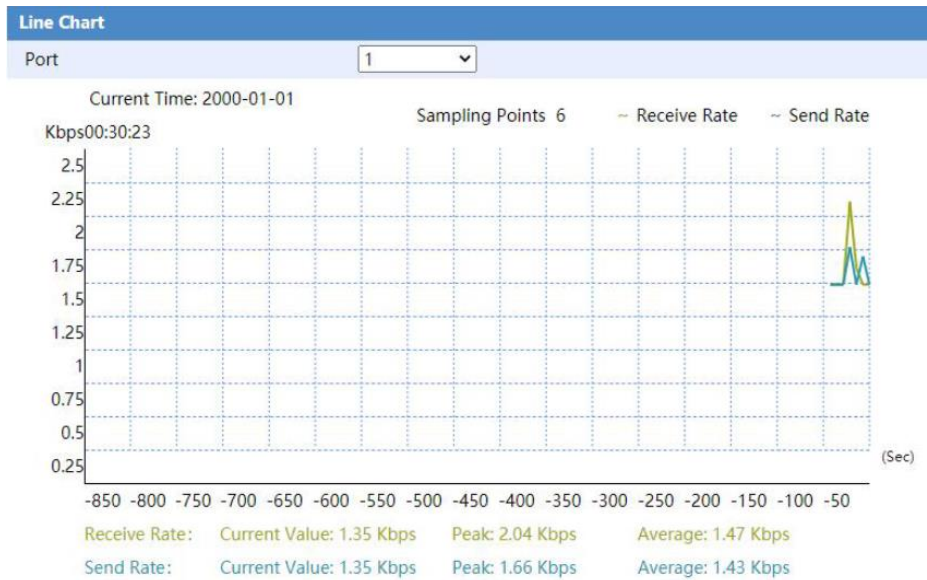 Line Chart
Port 1
Current Time: 2000-01-01
Sampling Points 6 ~ Receive Rate ~ Send Rate
Kbps00:30:23
2.5
2.25
2
1.75
1.5
1.25
1
0.75
0.5
0.25
(Sec)
-850 -800 -750 -700 -650 -600 -550 -500 -450 -400 -350 -300 -250 -200 -150 -100 -50
Receive Rate: Current Value: 1.35 Kbps Peak: 2.04 Kbps Average: 1.47 Kbps
Send Rate: Current Value: 1.35 Kbps Peak: 1.66 Kbps Average: 1.43 Kbps